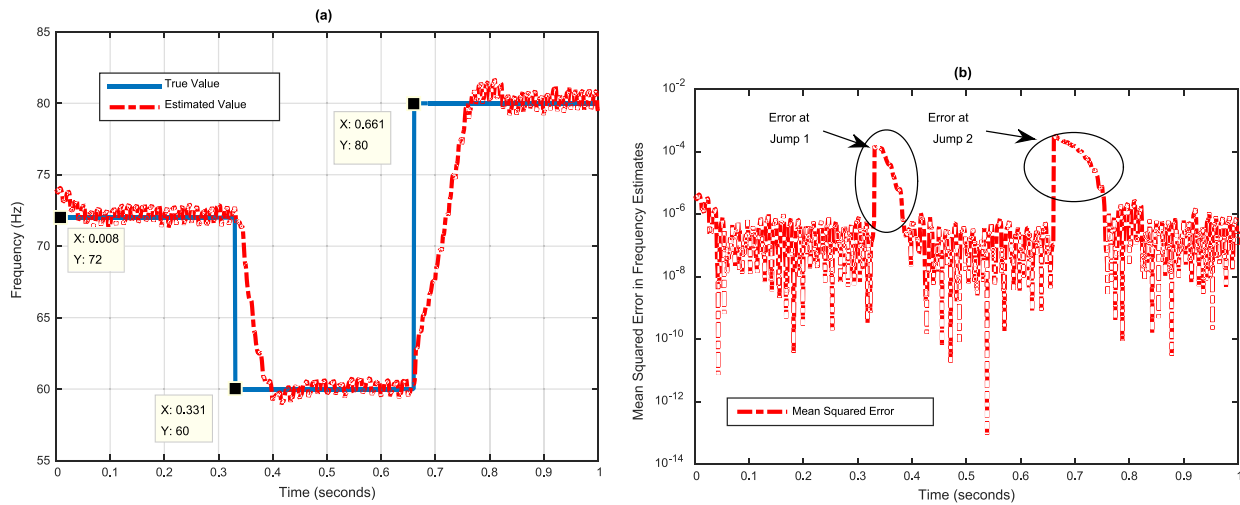 (a)
85
80
75
70
65
60
55
Frequency (Hz)
True Value
Estimated Value
X: 0.008
Y: 72
X: 0.331
Y: 60
X: 0.661
Y: 80
0
0.1
0.2
0.3
0.4
0.5
0.6
0.7
0.8
0.9
1
Time (seconds)
(b)
10⁻²
10⁻⁴
10⁻⁶
10⁻⁸
10⁻¹⁰
10⁻¹²
10⁻¹⁴
Mean Squared Error in Frequency Estimates
Error at
Jump 1
Error at
Jump 2
Mean Squared Error
0
0.1
0.2
0.3
0.4
0.5
0.6
0.7
0.8
0.9
1
Time (seconds)